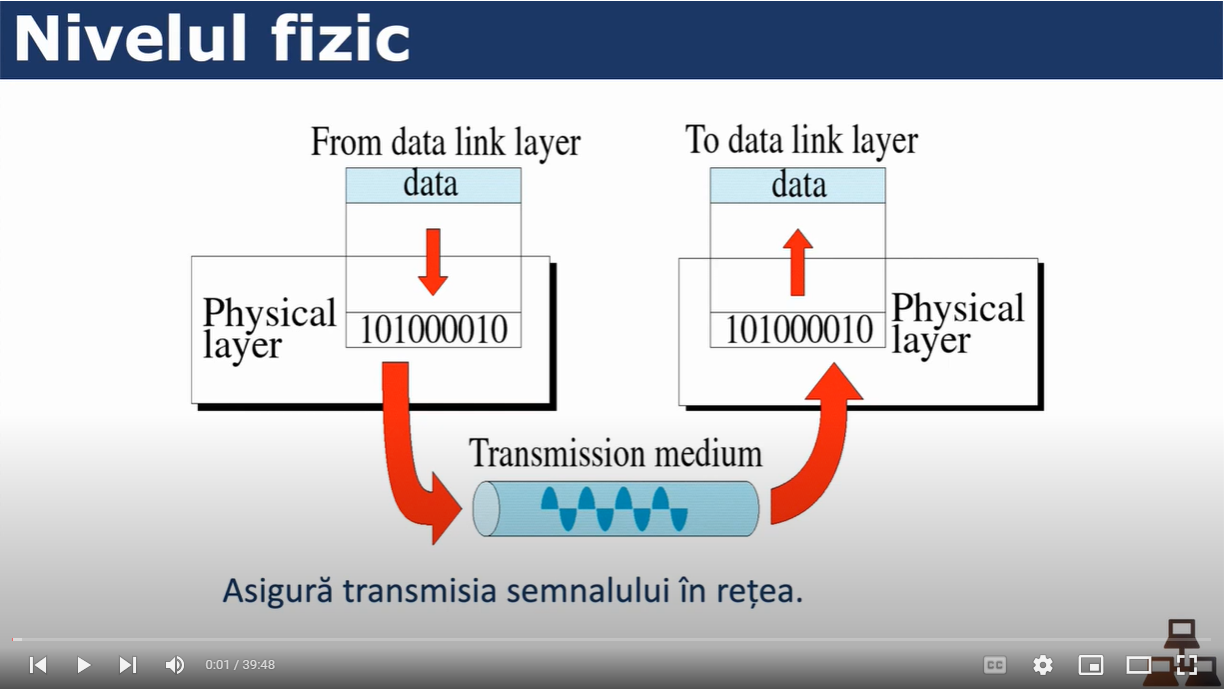 Nivelul fizic
From data link layer
To data link layer
data
data
Physical
layer
101000010
101000010
Physical
layer
Transmission medium
Asigură transmisia semnalului în rețea.
0:01 / 39:48
CC